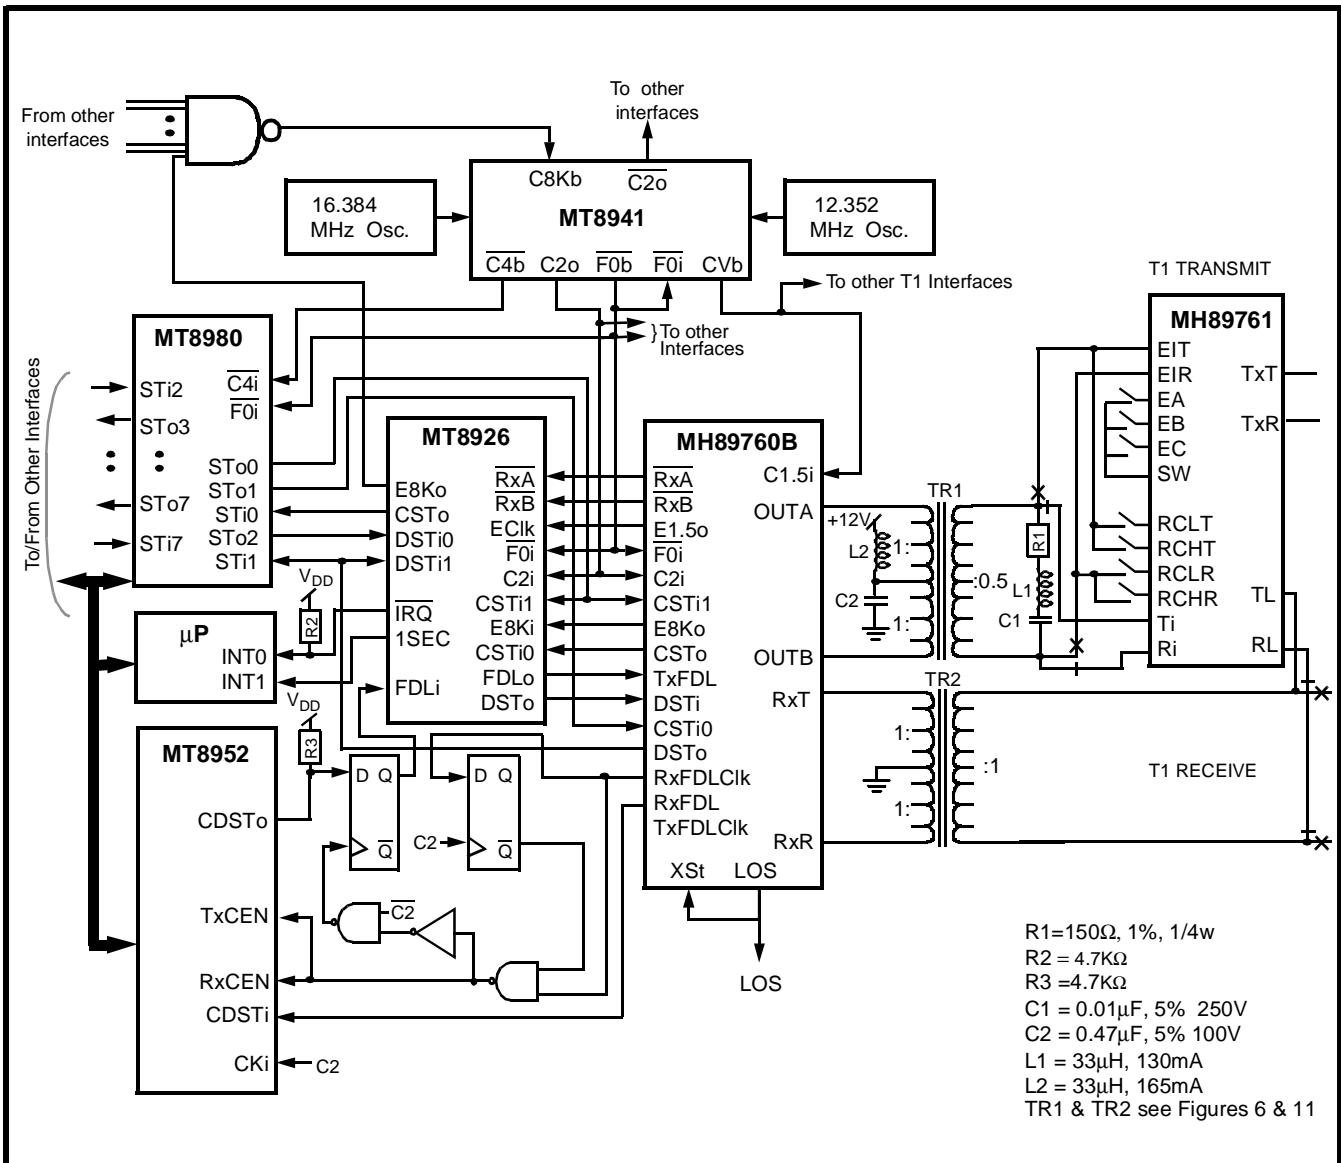 From other
interfaces
To other
interfaces
C8Kb
C2o
MT8941
16.384
MHz Osc.
12.352
MHz Osc.
C4b
C2o
F0b
F0i
CVb
To other T1 Interfaces
}To other
Interfaces
T1 TRANSMIT
MH89761
EIT
EIR
EA
EB
EC
SW
RCLT
RCHT
RCLR
RCHR
Ti
Ri
TxT
TxR
TL
RL
To/From Other Interfaces
MT8980
STi2
STo3
STo7
STi7
C4i
F0i
STo0
STo1
STi0
STo2
STi1
MT8926
E8Ko
CSTo
DSTi0
DSTi1
IRQ
1SEC
FDLi
RxA
RxB
EClk
F0i
C2i
CSTi1
E8Ki
CSTi0
FDLo
DSTo
MH89760B
RxA
RxB
E1.5o
F0i
C2i
CSTi1
E8Ko
CSTo
TxFDL
DSTi
CSTi0
DSTo
RxFDLClk
RxFDL
TxFDLClk
C1.5i
OUTA
OUTB
RxT
RxR
XSt
LOS
LOS
+12V
L2
C2
TR1
1:
1:
:0.5
R1
L1
C1
TR2
1:
1:
:1
T1 RECEIVE
VDD
R2
μP
INT0
INT1
VDD
R3
MT8952
CDSTo
TxCEN
RxCEN
CDSTi
CKi
C2
D Q
Q
D Q
C2
Q
C2
R1=150Ω, 1%, 1/4w
R2 = 4.7KΩ
R3 =4.7KΩ
C1 = 0.01μF, 5% 250V
C2 = 0.47μF, 5% 100V
L1 = 33μH, 130mA
L2 = 33μH, 165mA
TR1 & TR2 see Figures 6 & 11